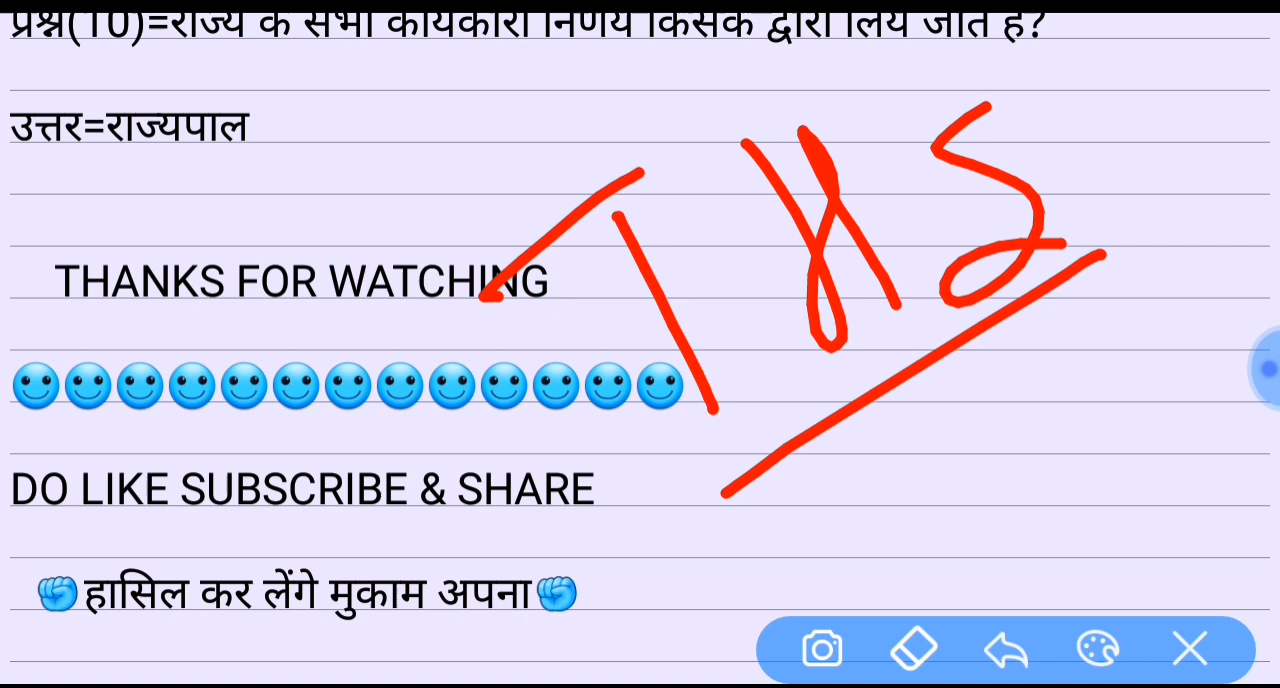 प्रश्न(10)=राज्य के सभी कार्यकारी निर्णय किसके द्वारा लिये जाते है?
उत्तर=राज्यपाल
THANKS FOR WATCHING
DO LIKE SUBSCRIBE & SHARE
✊हासिल कर लेंगे मुकाम अपना✊